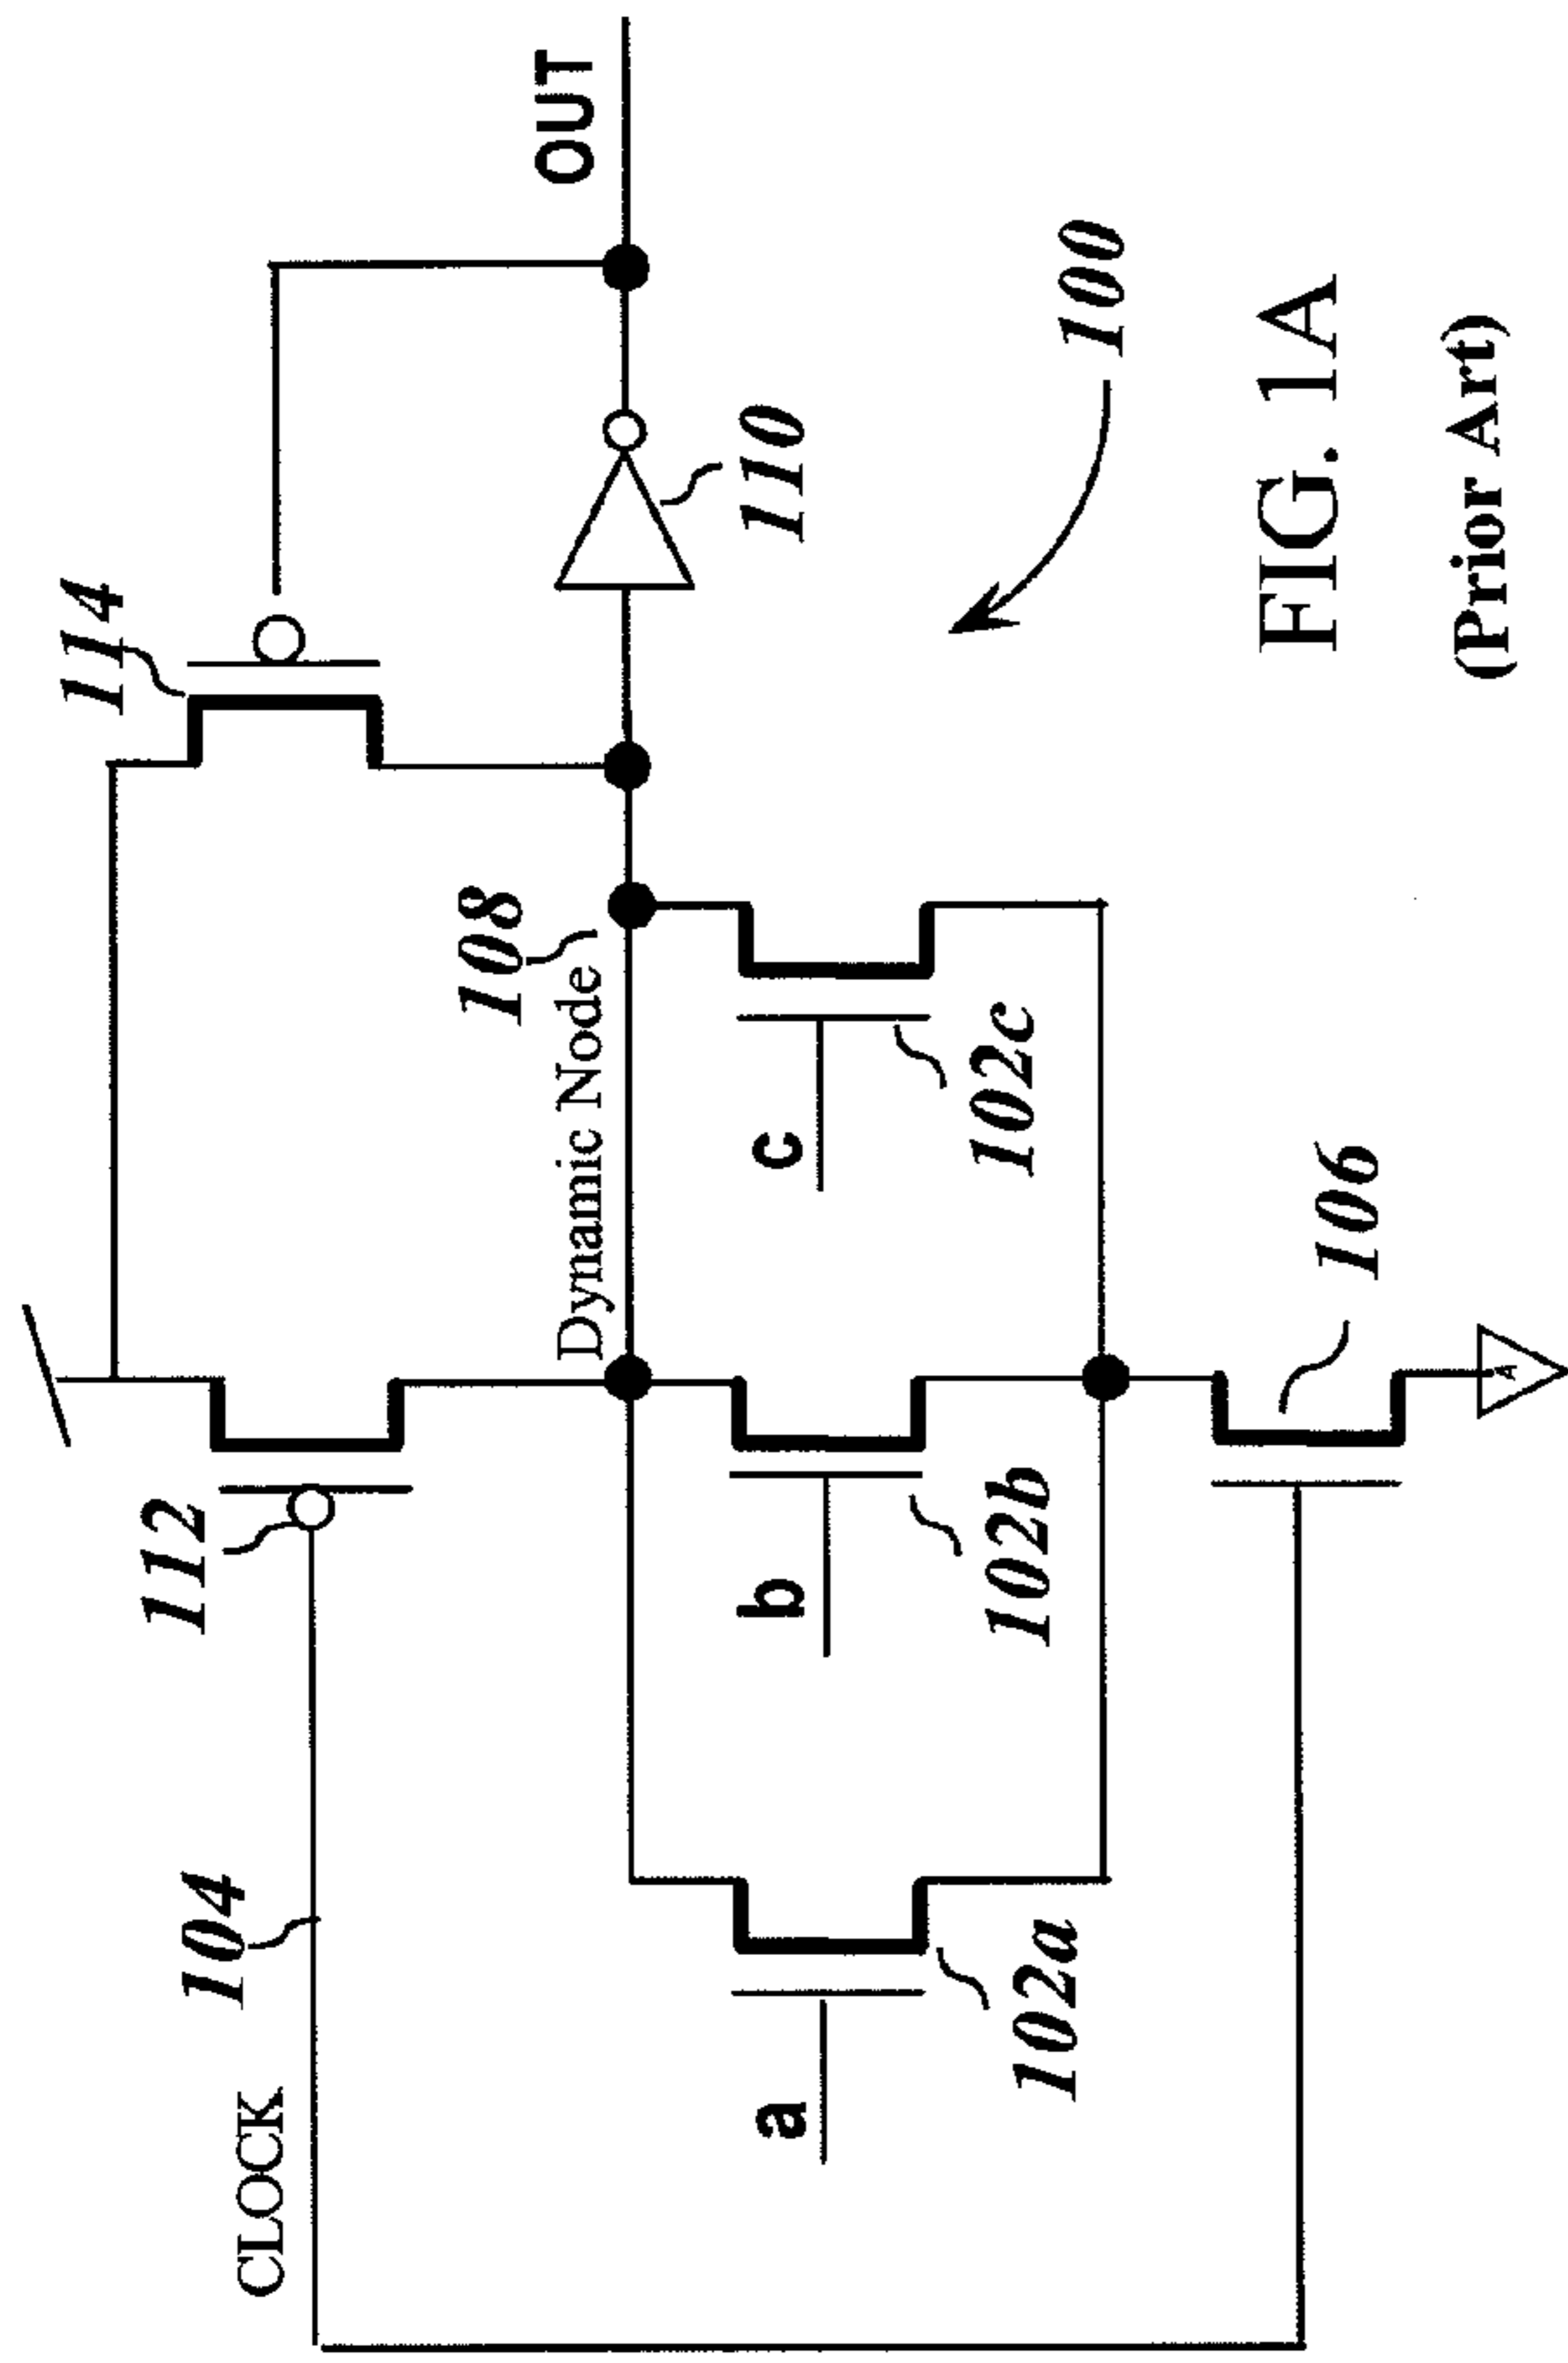 114
OUT
112
104
CLOCK
108
Dynamic Node
110
a
b
c
102a
102b
102c
100
106
A
FIG. 1A
(Prior Art)